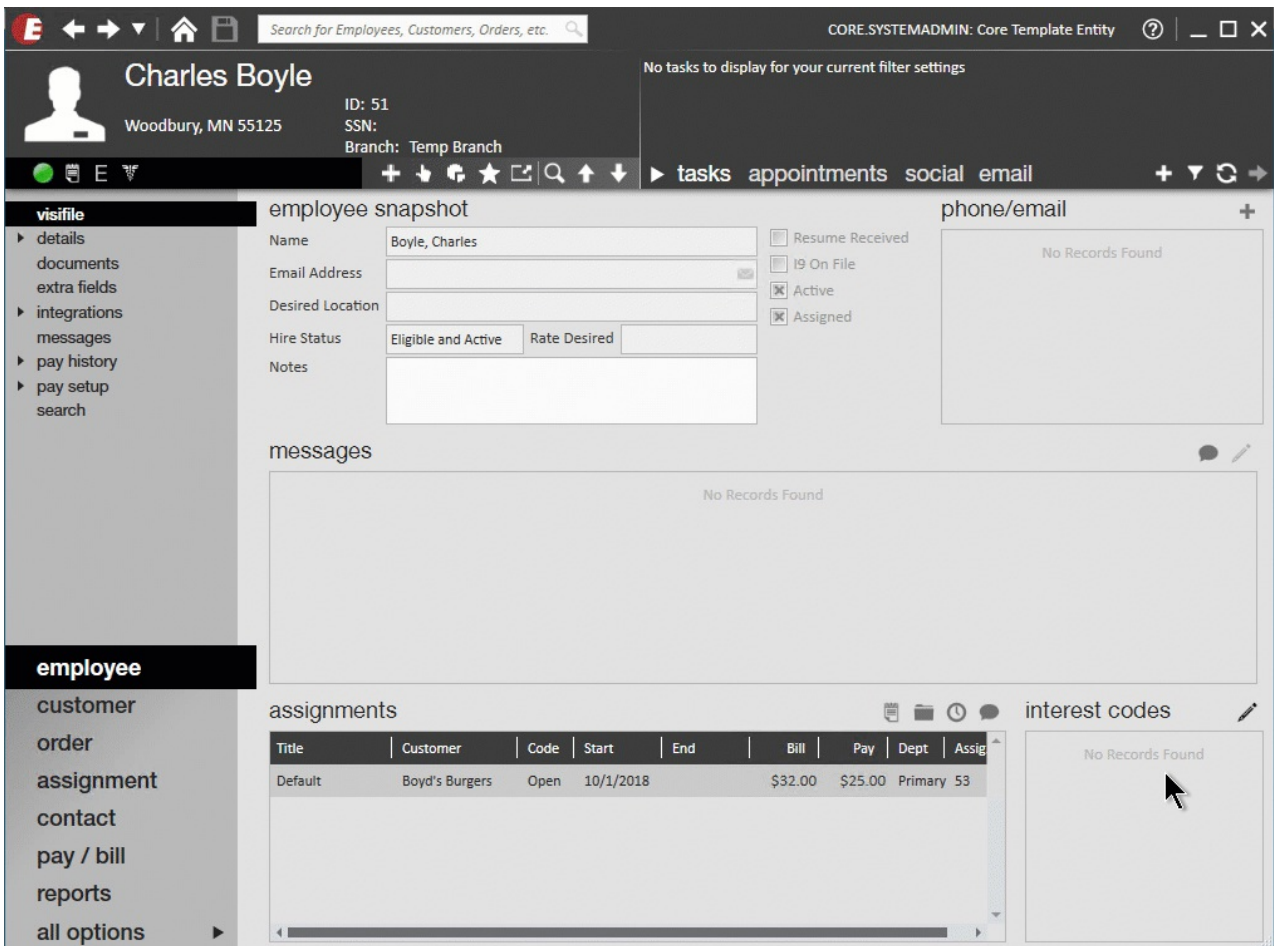 E
Search for Employees, Customers, Orders, etc.
CORE.SYSTEMADMIN: Core Template Entity
?
Charles Boyle
Woodbury, MN 55125
ID: 51
SSN:
Branch: Temp Branch
No tasks to display for your current filter settings
E
tasks appointments social email
visifile
details
documents
extra fields
integrations
messages
pay history
pay setup
search
employee
customer
order
assignment
contact
pay / bill
reports
all options
employee snapshot
Name Boyle, Charles
Email Address
Desired Location
Hire Status Eligible and Active Rate Desired
Notes
Resume Received
I9 On File
Active
Assigned
phone/email
No Records Found
messages
No Records Found
assignments
Title Customer Code Start End Bill Pay Dept Assig
Default Boyd's Burgers Open 10/1/2018 $32.00 $25.00 Primary 53
interest codes
No Records Found